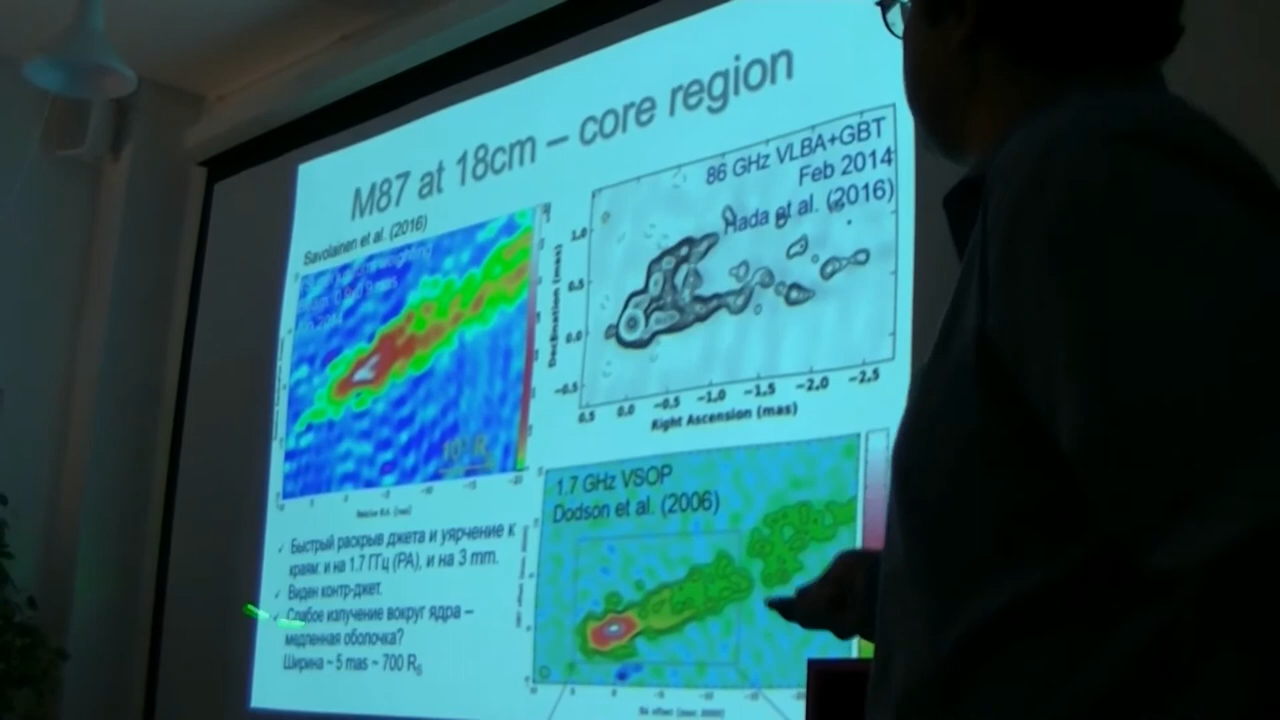 M87 at 18cm – core region
Savolainen et al. (2016)
86 GHz VLBA+GBT
Feb 2014
Hada et al. (2016)
1.0
0.5
0.0
-0.5
Declination (mas)
0.5 0.0 -0.5 -1.0 -1.5 -2.0 -2.5
Right Ascension (mas)
1.7 GHz VSOP
Dodson et al. (2006)
✓ Быстрый раскрыв джета и уярчение к
краям: и на 1.7 ГГц (РА), и на 3 mm.
✓ Виден контр-джет.
✓ Слабое излучение вокруг ядра –
медленная оболочка?
Ширина ~ 5 mas ~ 700 R